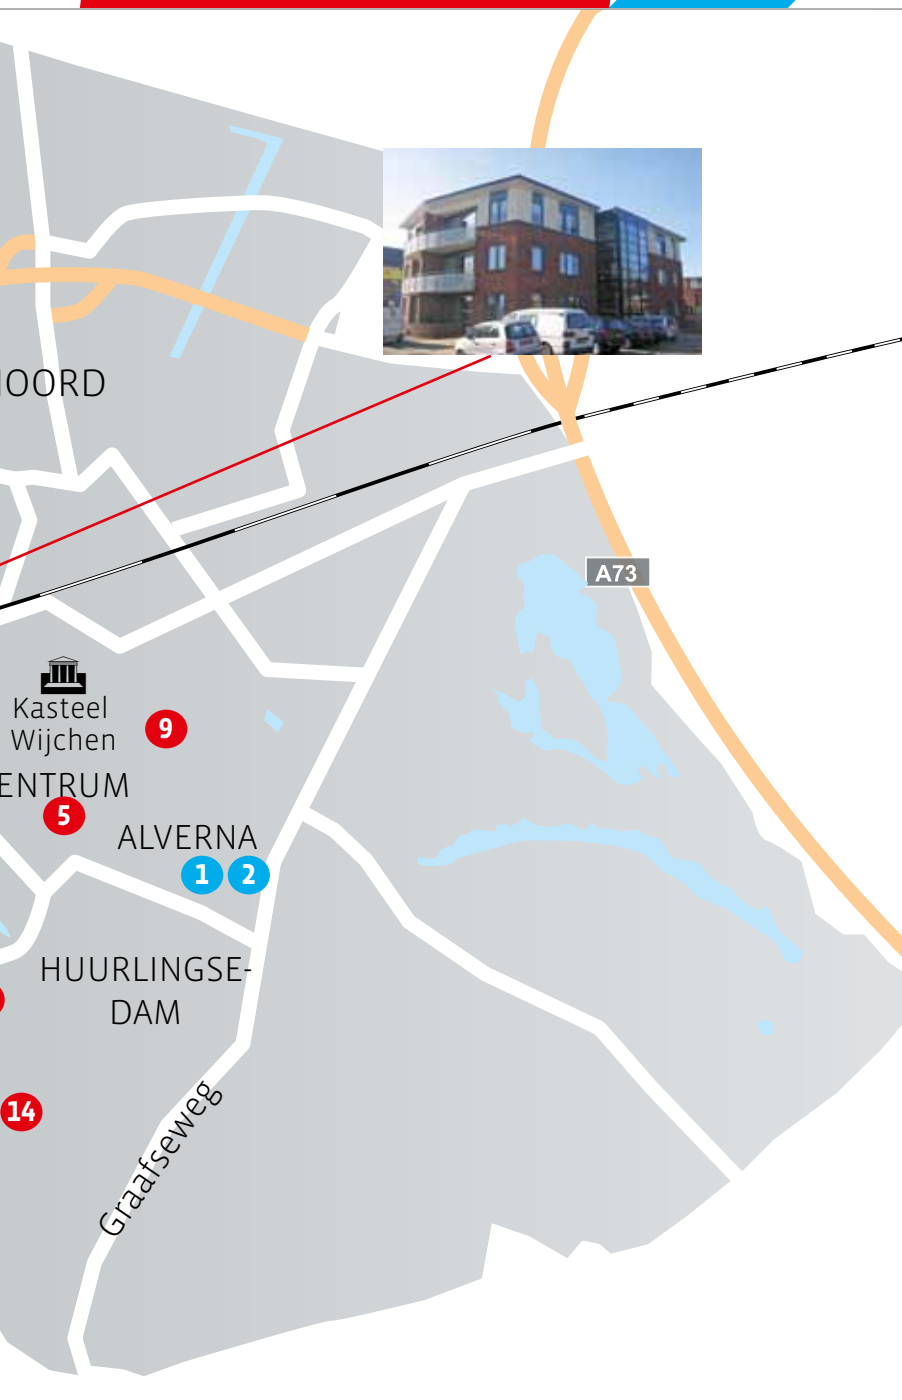 OORD
A73
Kasteel
Wijchen
9
ENTRUM
5
ALVERNA
1 2
HUURLINGSE-
DAM
14
Graafseweg